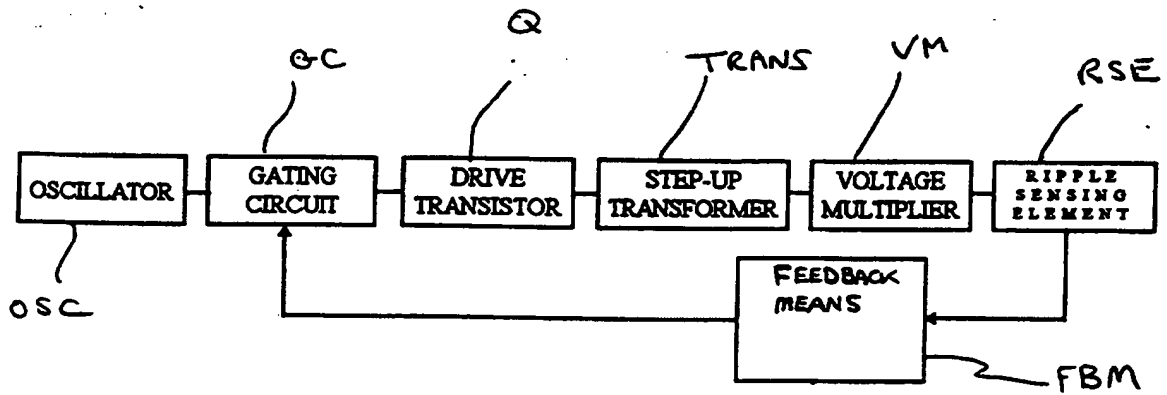 Q
GC
TRANS
VM
RSE
OSCILLATOR
GATING
CIRCUIT
DRIVE
TRANSISTOR
STEP-UP
TRANSFORMER
VOLTAGE
MULTIPLIER
RIPPLE
SENSING
ELEMENT
OSC
FEEDBACK
MEANS
FBM